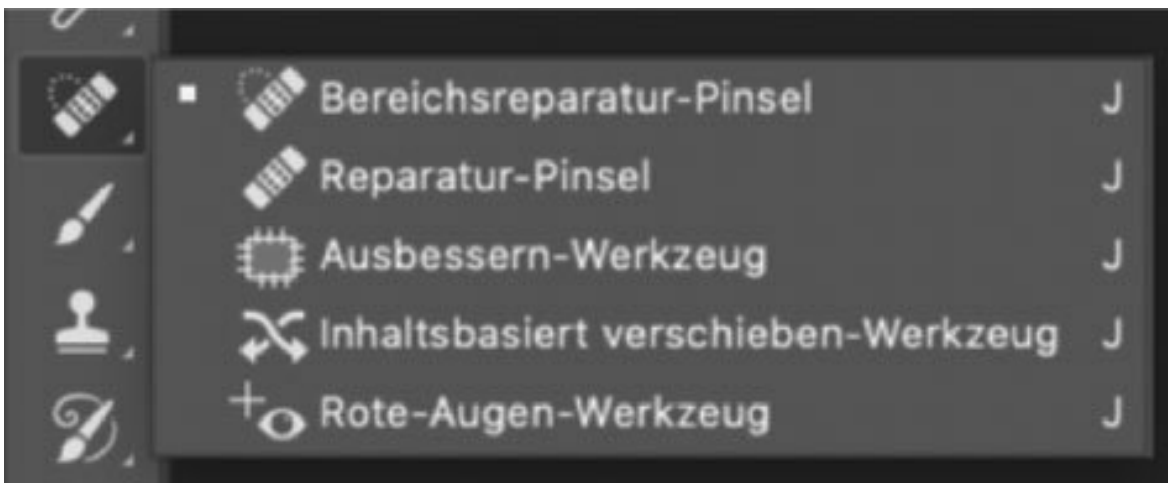 Bereichsreparatur-Pinsel J
Reparatur-Pinsel J
Ausbessern-Werkzeug J
Inhaltsbasiert verschieben-Werkzeug J
Rote-Augen-Werkzeug J